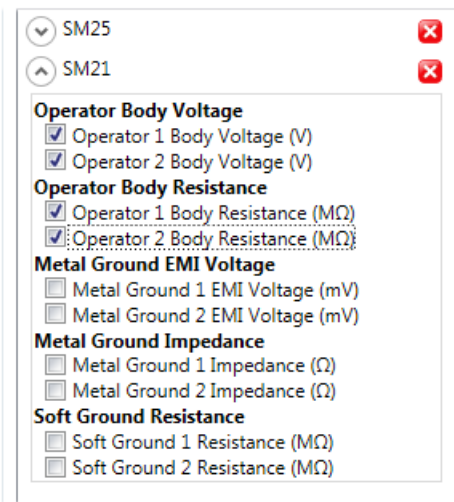 SM25
SM21
Operator Body Voltage
Operator 1 Body Voltage (V)
Operator 2 Body Voltage (V)
Operator Body Resistance
Operator 1 Body Resistance (MΩ)
Operator 2 Body Resistance (MΩ)
Metal Ground EMI Voltage
Metal Ground 1 EMI Voltage (mV)
Metal Ground 2 EMI Voltage (mV)
Metal Ground Impedance
Metal Ground 1 Impedance (Ω)
Metal Ground 2 Impedance (Ω)
Soft Ground Resistance
Soft Ground 1 Resistance (MΩ)
Soft Ground 2 Resistance (MΩ)